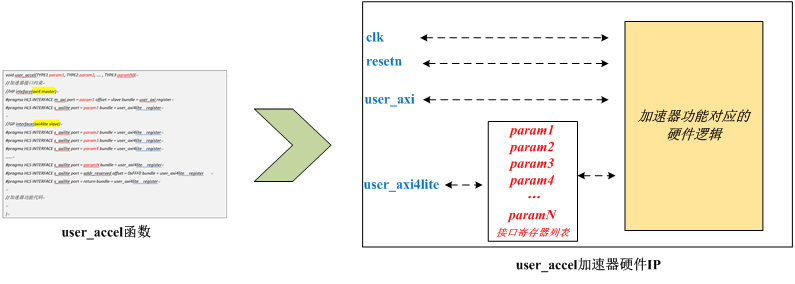 void user_accel(TYPE1 param1, TYPE2 param2, ... , TYPE3 paramN)
//加速器接口约束
//HP inteface(axi4 master)
#pragma HLS INTERFACE m_axi port = param1 offset = slave bundle = user_axi register
#pragma HLS INTERFACE s_axilite port = param1 bundle = user_axi4lite register
//GP interface(axi4lite slave)
#pragma HLS INTERFACE s_axilite port = param2 bundle = user_axi4lite register
#pragma HLS INTERFACE s_axilite port = param3 bundle = user_axi4lite register
#pragma HLS INTERFACE s_axilite port = param4 bundle = user_axi4lite register
......
#pragma HLS INTERFACE s_axilite port = paramN bundle = user_axi4lite register
#pragma HLS INTERFACE s_axilite port = addr_reserved offset = 0xFFF0 bundle = user_axi4lite register
#pragma HLS INTERFACE s_axilite port = return bundle = user_axi4lite register
//加速器功能代码
}
user_accel函数
clk
resetn
user_axi
user_axi4lite
param1
param2
param3
param4
...
paramN
接口寄存器列表
加速器功能对应的
硬件逻辑
user_accel加速器硬件IP